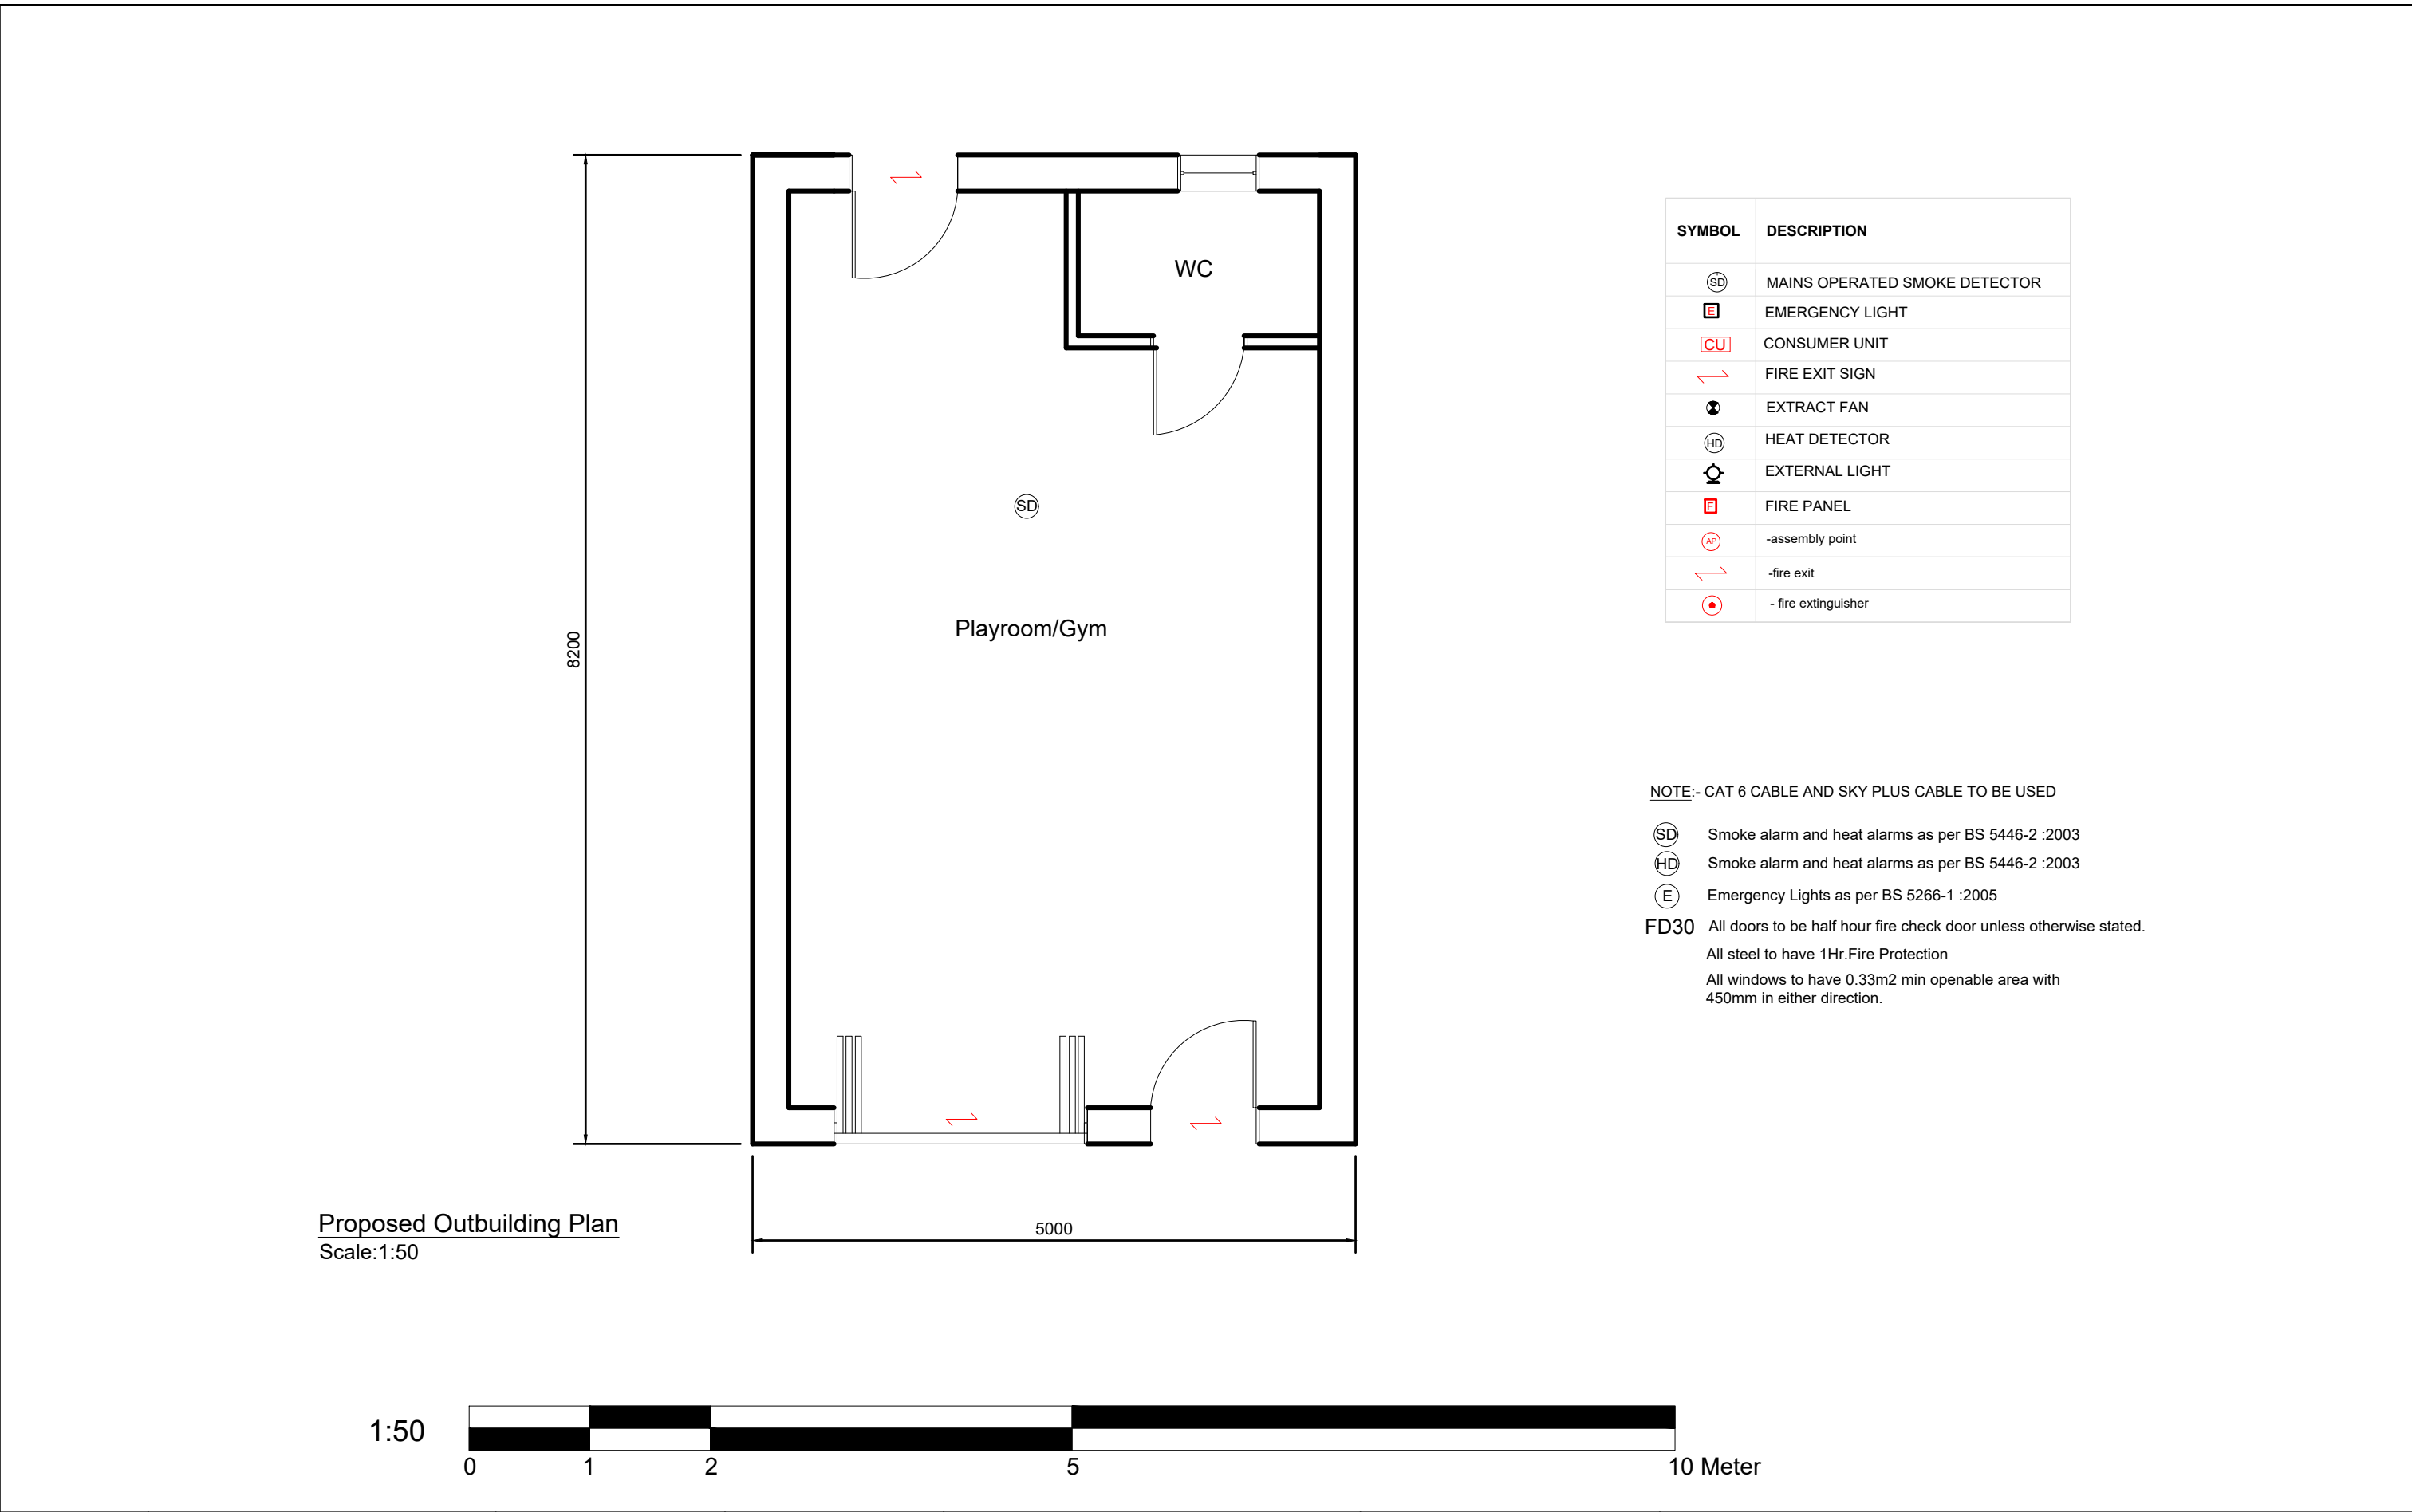 WC
SD
Playroom/Gym
8200
5000
Proposed Outbuilding Plan
Scale:1:50
SYMBOL DESCRIPTION
SD MAINS OPERATED SMOKE DETECTOR
E EMERGENCY LIGHT
CU CONSUMER UNIT
FIRE EXIT SIGN
EXTRACT FAN
HD HEAT DETECTOR
EXTERNAL LIGHT
F FIRE PANEL
AP -assembly point
-fire exit
- fire extinguisher
NOTE:- CAT 6 CABLE AND SKY PLUS CABLE TO BE USED
SD Smoke alarm and heat alarms as per BS 5446-2 :2003
HD Smoke alarm and heat alarms as per BS 5446-2 :2003
E Emergency Lights as per BS 5266-1 :2005
FD30 All doors to be half hour fire check door unless otherwise stated.
All steel to have 1Hr.Fire Protection
All windows to have 0.33m2 min openable area with
450mm in either direction.
1:50
0 1 2 5 10 Meter